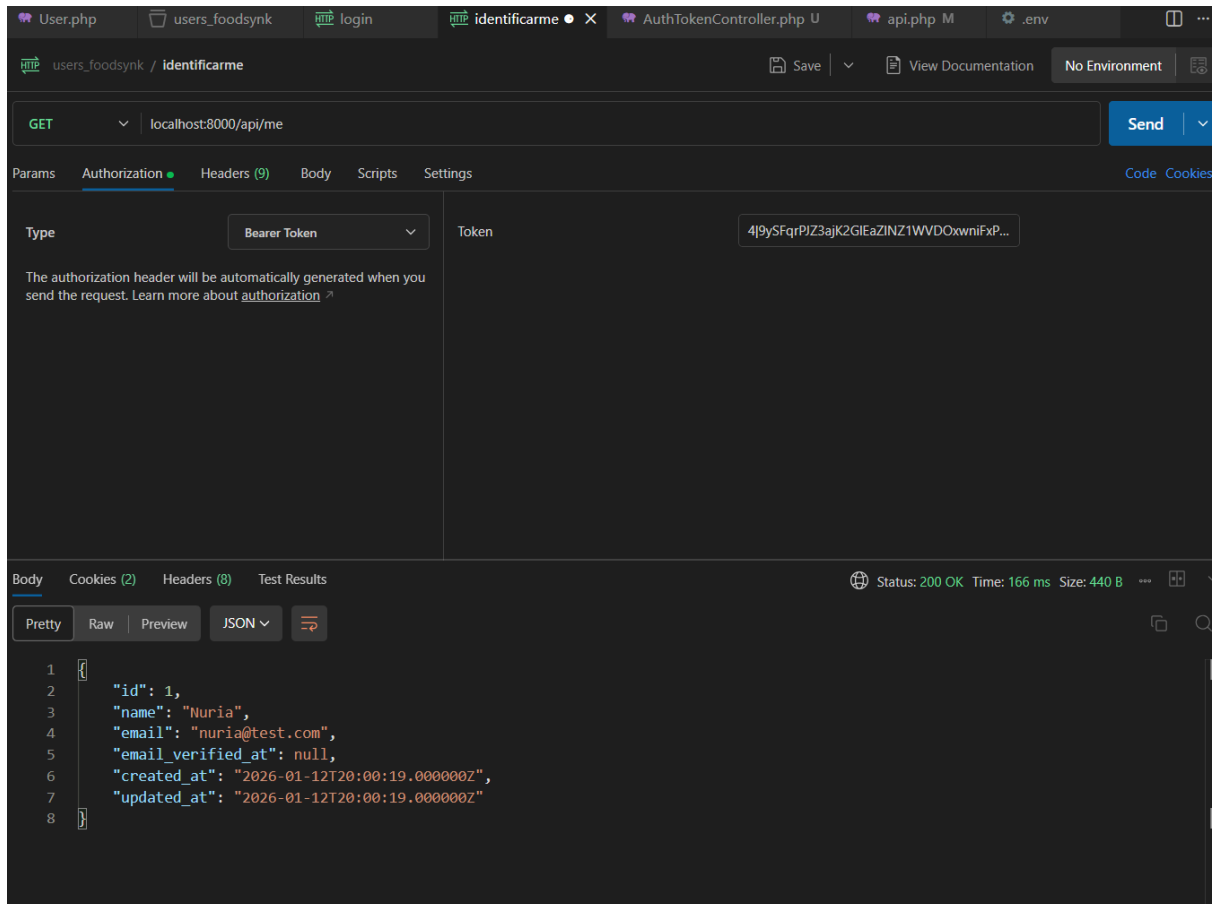 User.php users_foodsynk HTTP login HTTP identificarme AuthTokenController.php U api.php M .env ...
HTTP users_foodsynk / identificarme Save View Documentation No Environment
GET localhost:8000/api/me Send
Params Authorization Headers (9) Body Scripts Settings Code Cookies
Type Bearer Token Token 4|9ySFqrPJZ3ajK2GIEaZINZ1WVDOxwniFxP...
The authorization header will be automatically generated when you
send the request. Learn more about authorization ↗
Body Cookies (2) Headers (8) Test Results Status: 200 OK Time: 166 ms Size: 440 B ...
Pretty Raw Preview JSON
1 {
2 "id": 1,
3 "name": "Nuria",
4 "email": "nuria@test.com",
5 "email_verified_at": null,
6 "created_at": "2026-01-12T20:00:19.000000Z",
7 "updated_at": "2026-01-12T20:00:19.000000Z"
8 }